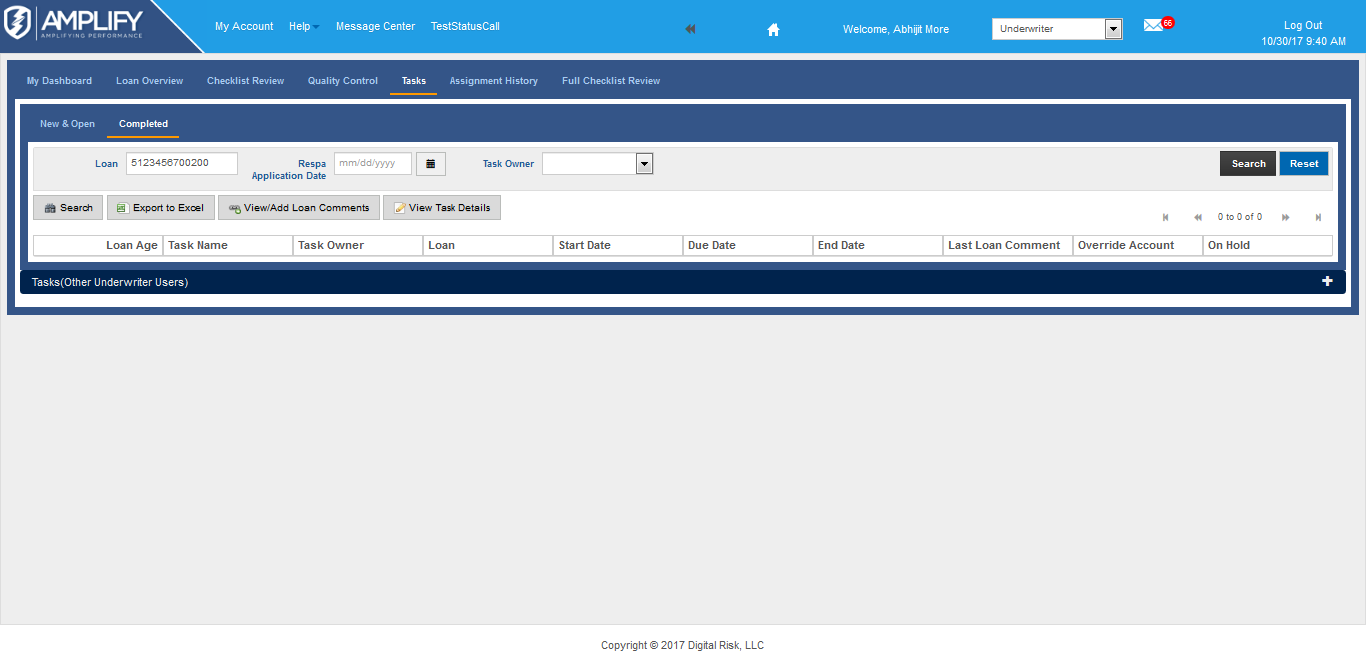 AMPLIFY
AMPLIFYING PERFORMANCE
My Account Help Message Center TestStatusCall
Welcome, Abhijit More
Underwriter
66
Log Out
10/30/17 9:40 AM
My Dashboard Loan Overview Checklist Review Quality Control Tasks Assignment History Full Checklist Review
New & Open Completed
Loan 5123456700200 Respa Application Date mm/dd/yyyy Task Owner Search Reset
Search Export to Excel View/Add Loan Comments View Task Details
0 to 0 of 0
Loan Age Task Name Task Owner Loan Start Date Due Date End Date Last Loan Comment Override Account On Hold
Tasks(Other Underwriter Users)
Copyright © 2017 Digital Risk, LLC